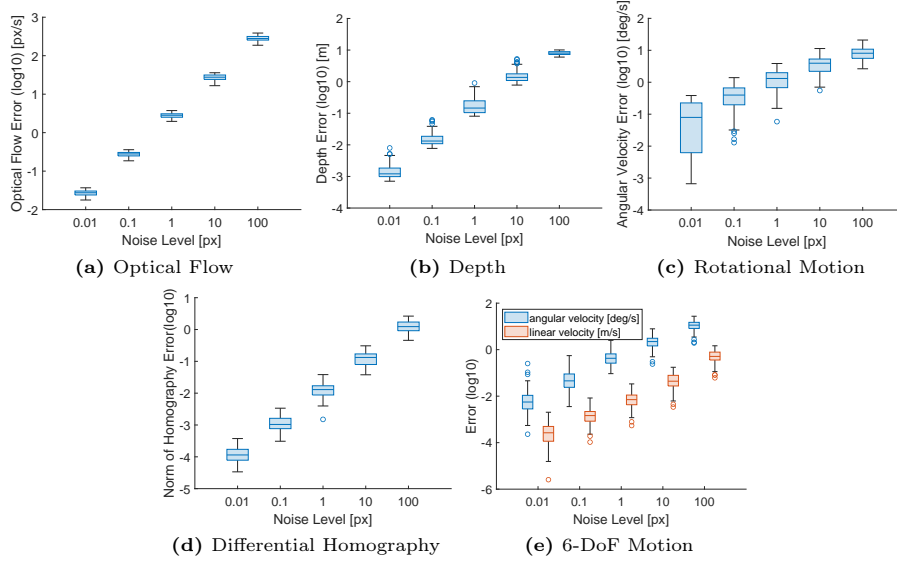 Optical Flow Error (log10) [px/s]
3
2
1
0
-1
-2
0.01 0.1 1 10 100
Noise Level [px]
(a) Optical Flow
Depth Error (log10) [m]
2
1
0
-1
-2
-3
-4
0.01 0.1 1 10 100
Noise Level [px]
(b) Depth
Angular Velocity Error (log10) [deg/s]
2
1
0
-1
-2
-3
-4
0.01 0.1 1 10 100
Noise Level [px]
(c) Rotational Motion
Norm of Homography Error(log10)
1
0
-1
-2
-3
-4
-5
0.01 0.1 1 10 100
Noise Level [px]
(d) Differential Homography
Error (log10)
2
0
-2
-4
-6
angular velocity [deg/s]
linear velocity [m/s]
0.01 0.1 1 10 100
Noise Level [px]
(e) 6-DoF Motion